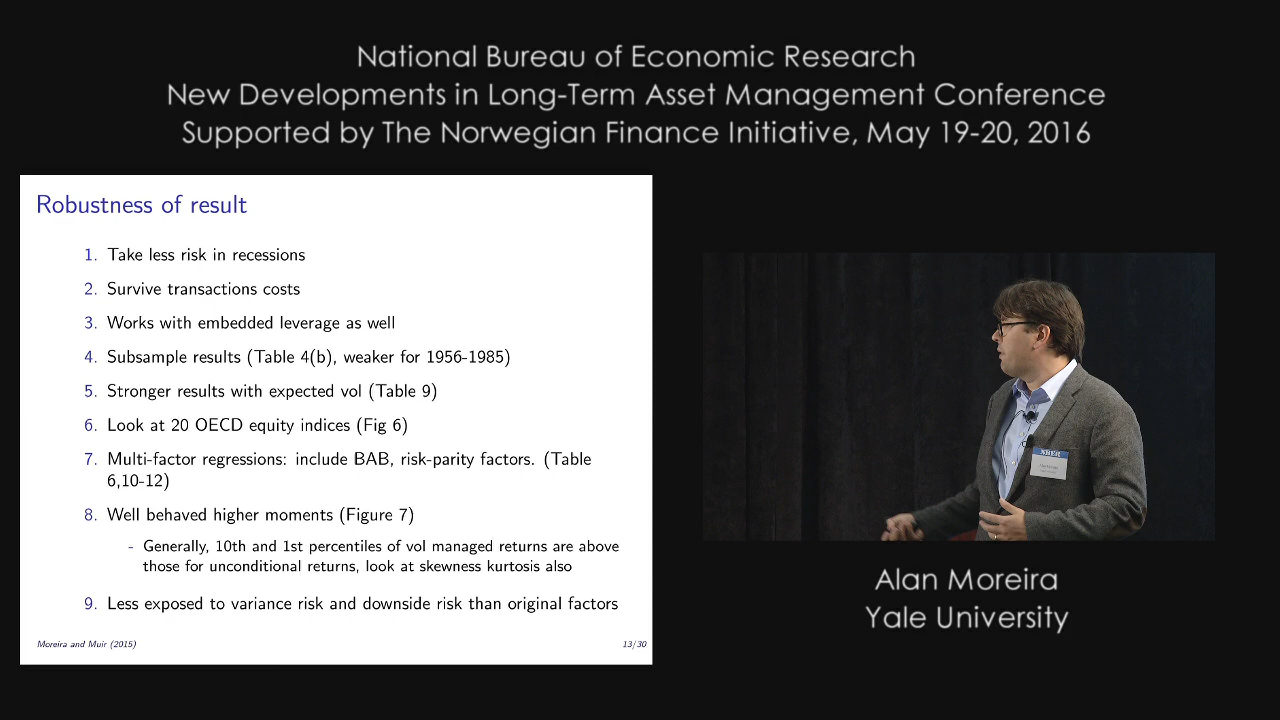 National Bureau of Economic Research
New Developments in Long-Term Asset Management Conference
Supported by The Norwegian Finance Initiative, May 19-20, 2016
Robustness of result
1. Take less risk in recessions
2. Survive transactions costs
3. Works with embedded leverage as well
4. Subsample results (Table 4(b), weaker for 1956-1985)
5. Stronger results with expected vol (Table 9)
6. Look at 20 OECD equity indices (Fig 6)
7. Multi-factor regressions: include BAB, risk-parity factors. (Table
6,10-12)
8. Well behaved higher moments (Figure 7)
- Generally, 10th and 1st percentiles of vol managed returns are above
those for unconditional returns, look at skewness kurtosis also
9. Less exposed to variance risk and downside risk than original factors
Moreira and Muir (2015)
13/30
Alan Moreira
Yale University